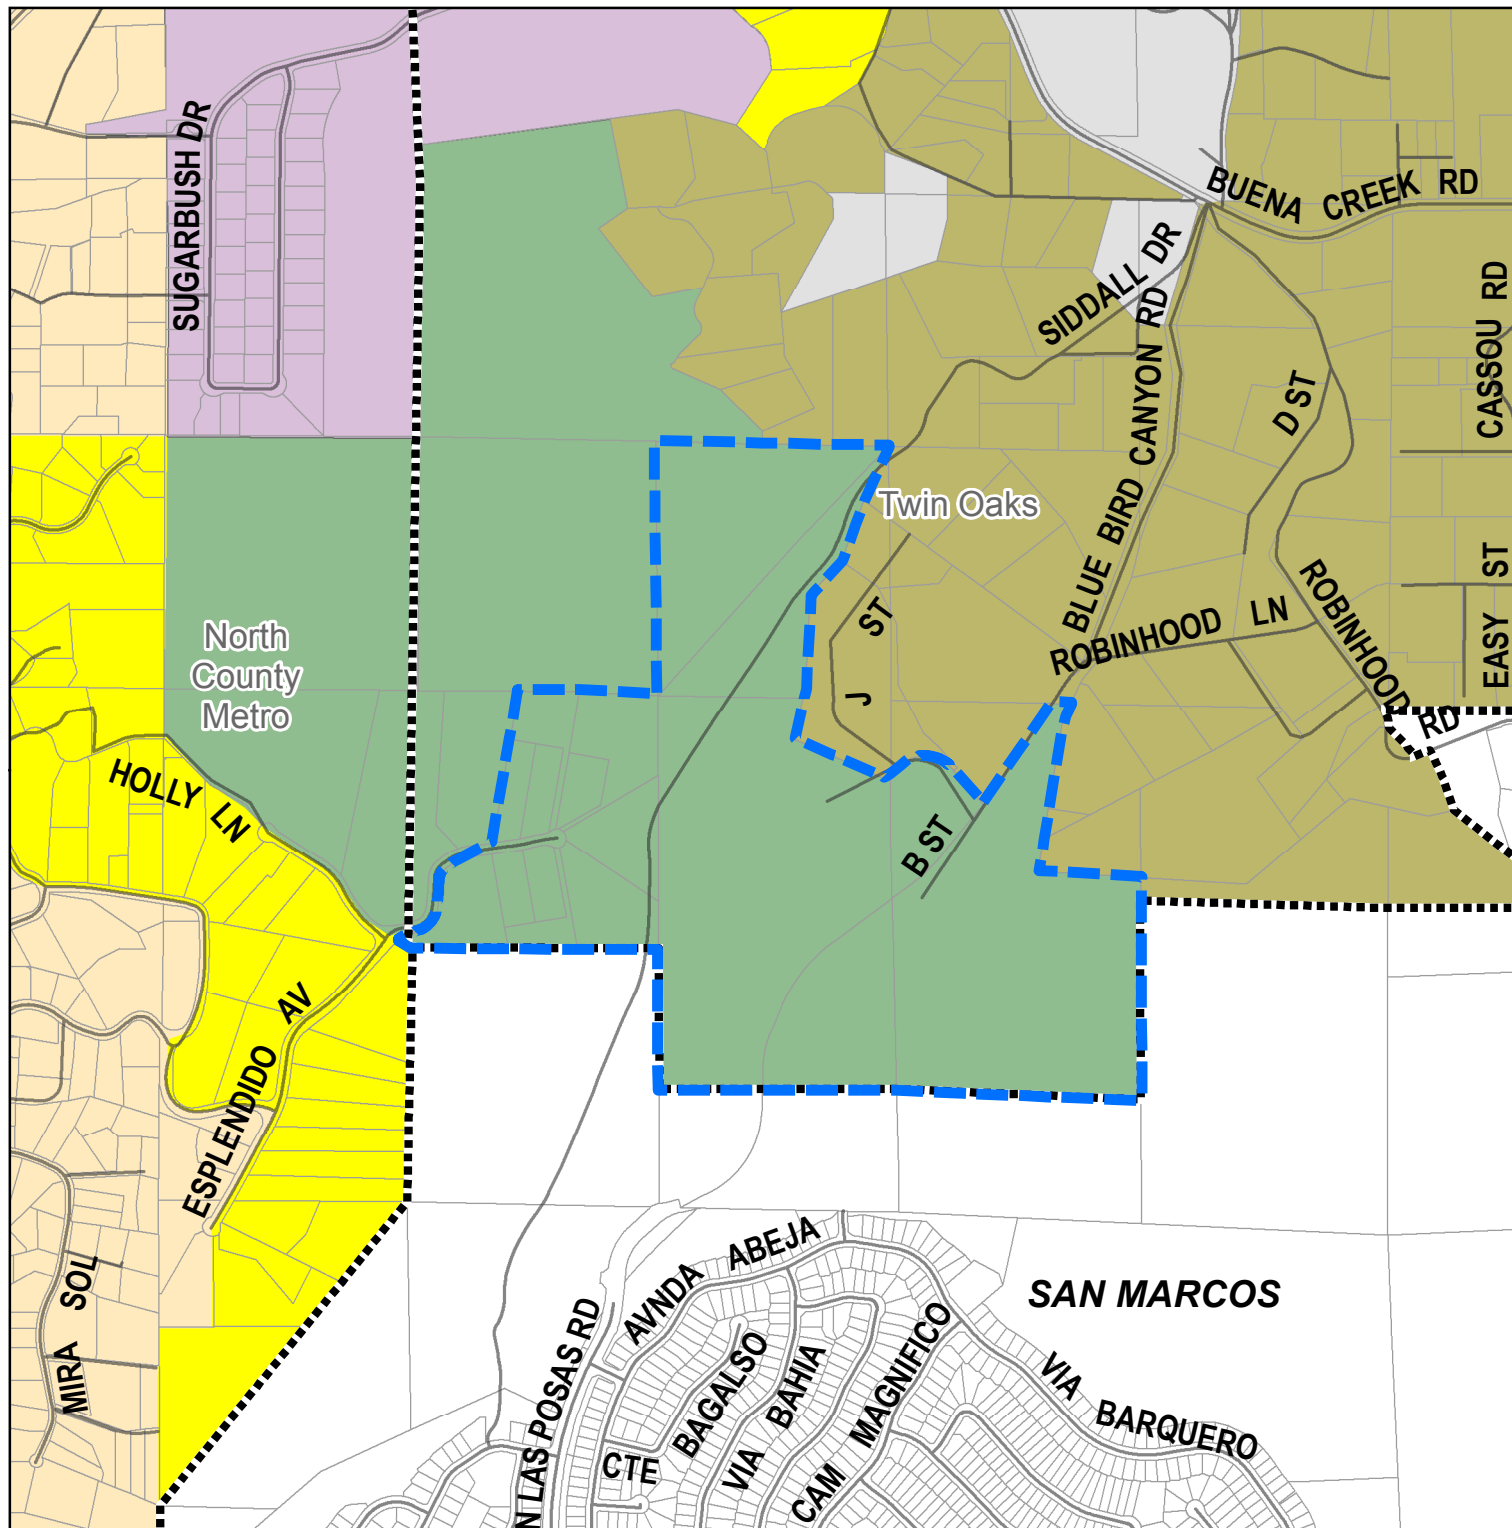 SUGARBUSH DR
BUENA CREEK RD
SIDDALL DR
CASSOU RD
BLUE BIRD CANYON RD
D ST
Twin Oaks
EASY ST
J ST
ROBINHOOD LN
ROBINHOOD RD
North
County
Metro
HOLLY LN
B ST
ESPLENDIDO AV
MIRA SOL
AVNDA ABEJA
SAN MARCOS
N LAS POSAS RD
CTE BAGALSO
VIA BAHIA
CAM MAGNIFICO
VIA BARQUERO